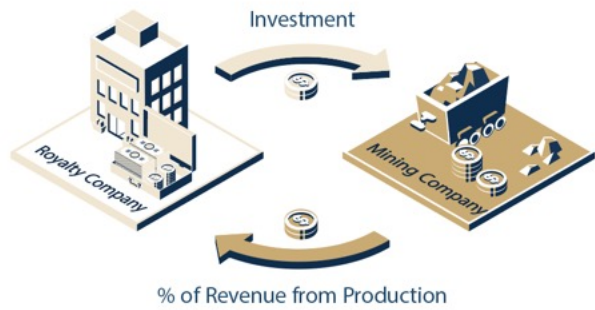 Investment
Royalty Company
Mining Company
% of Revenue from Production